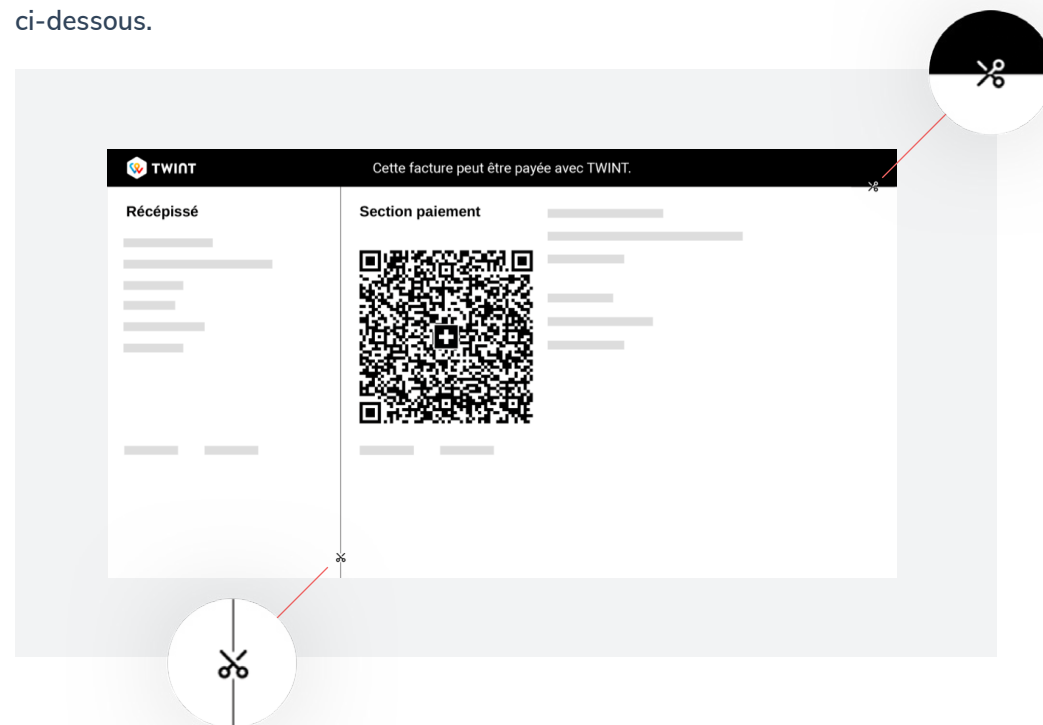 ci-dessous.
TWINT
Cette facture peut être payée avec TWINT.
Récépissé
Section paiement